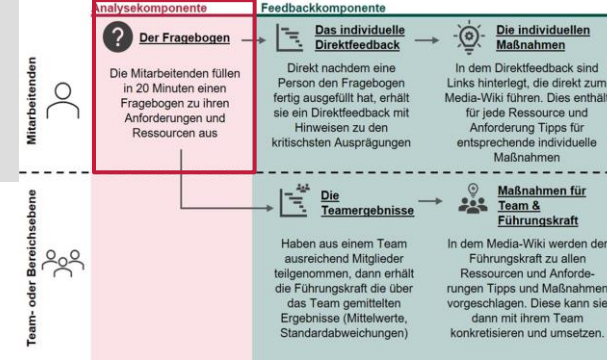 Analysekomponente
Feedbackkomponente
Mitarbeitenden
?
Der Fragebogen
Die Mitarbeitenden füllen
in 20 Minuten einen
Fragebogen zu ihren
Anforderungen und
Ressourcen aus
Das individuelle
Direktfeedback
Direkt nachdem eine
Person den Fragebogen
fertig ausgefüllt hat, erhält
sie ein Direktfeedback mit
Hinweisen zu den
kritischsten Ausprägungen
Die individuellen
Maßnahmen
In dem Direktfeedback sind
Links hinterlegt, die direkt zum
Media-Wiki führen. Dies enthält
für jede Ressource und
Anforderung Tipps für
entsprechende individuelle
Maßnahmen
Team- oder Bereichsebene
Die
Teamergebnisse
Haben aus einem Team
ausreichend Mitglieder
teilgenommen, dann erhält
die Führungskraft die über
das Team gemittelten
Ergebnisse (Mittelwerte,
Standardabweichungen)
Maßnahmen für
Team &
Führungskraft
In dem Media-Wiki werden der
Führungskraft zu allen
Ressourcen und Anforde-
rungen Tipps und Maßnahmen
vorgeschlagen. Diese kann sie
dann mit ihrem Team
konkretisieren und umsetzen.